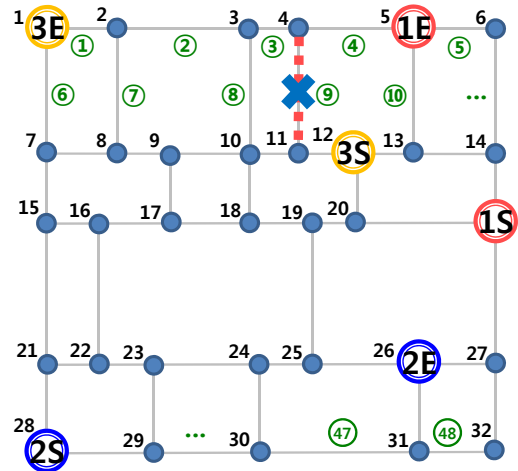 1 3E 2 3 4 5 1E 6
① ② ③ ④ ⑤
⑥ ⑦ ⑧ ⑨ ⑩ ...
7 8 9 10 11 12 3S 13 14
15 16 17 18 19 20 1S
21 22 23 24 25 26 2E 27
28 2S 29 ... 30 ㊼ 31 ㊽ 32